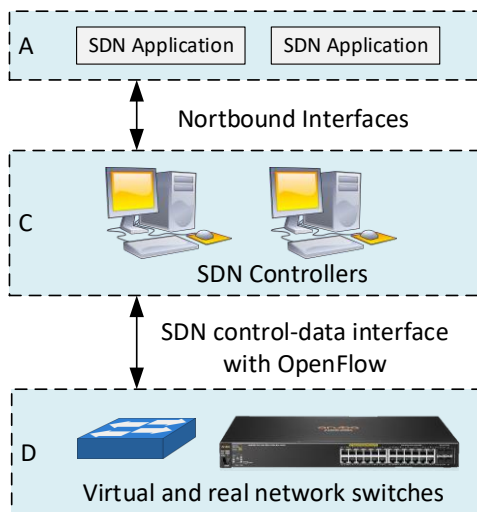 A
SDN Application
SDN Application
Nortbound Interfaces
C
SDN Controllers
SDN control-data interface
with OpenFlow
D
aruba
Virtual and real network switches